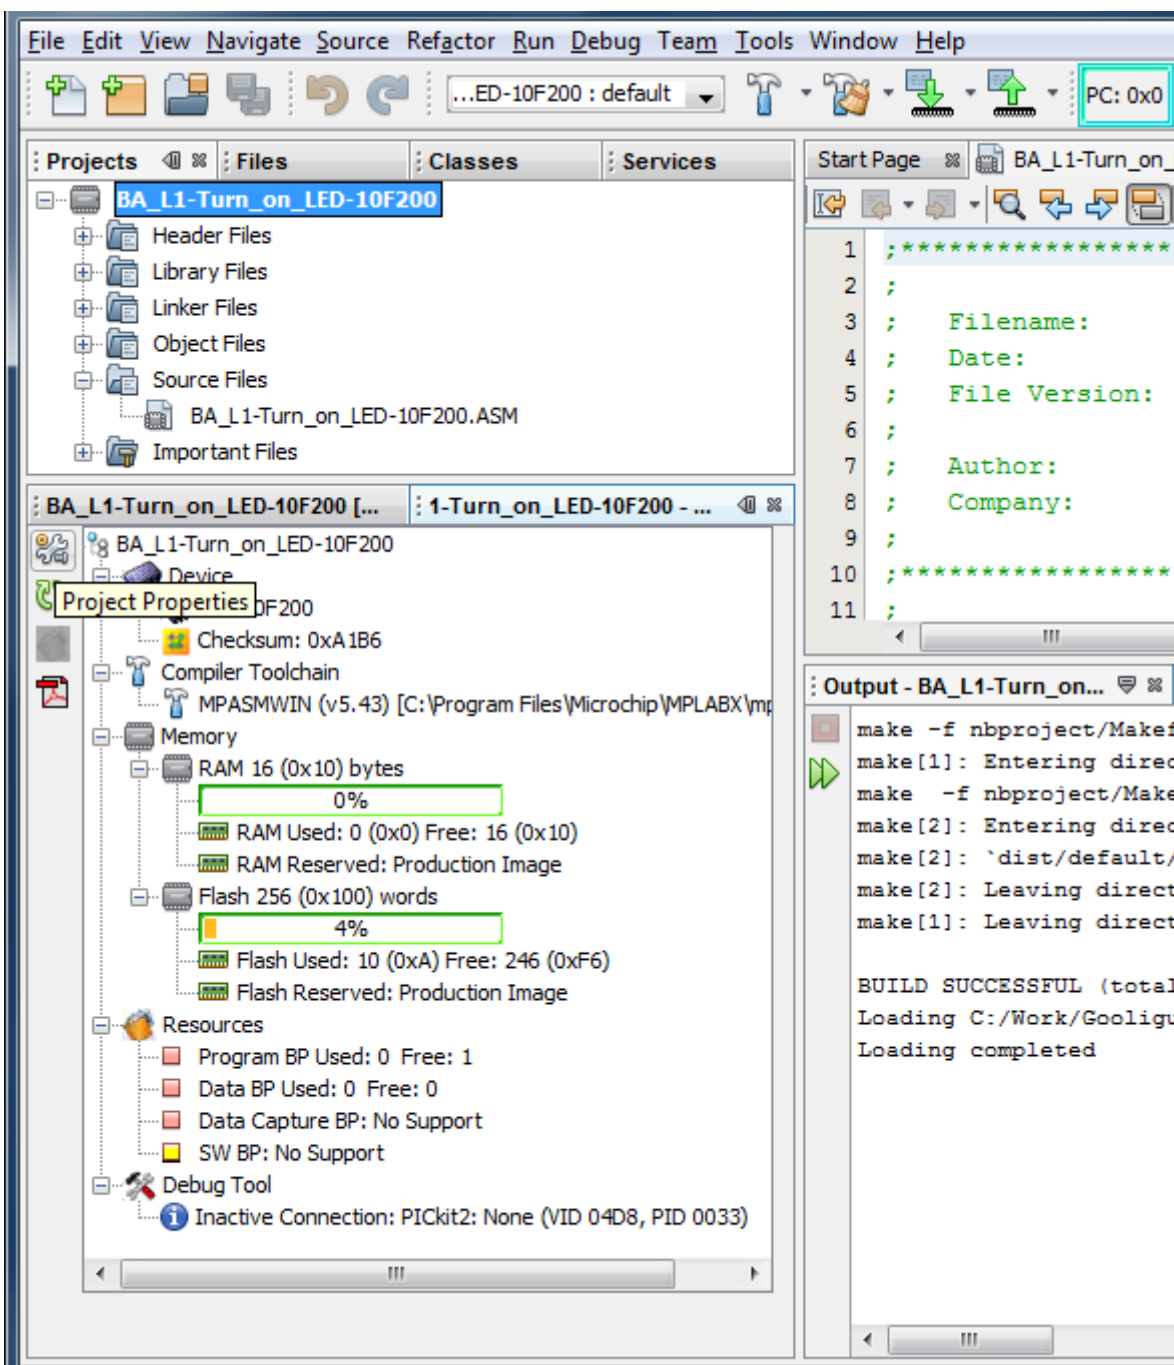 File Edit View Navigate Source Refactor Run Debug Team Tools Window Help
...ED-10F200 : default PC: 0x0
Projects Files Classes Services
BA_L1-Turn_on_LED-10F200
Header Files
Library Files
Linker Files
Object Files
Source Files
BA_L1-Turn_on_LED-10F200.ASM
Important Files
BA_L1-Turn_on_LED-10F200 [... 1-Turn_on_LED-10F200 - ...
BA_L1-Turn_on_LED-10F200
Device
Project Properties 0F200
Checksum: 0xA1B6
Compiler Toolchain
MPASMWIN (v5.43) [C:\Program Files\Microchip\MPLABX\mp
Memory
RAM 16 (0x10) bytes
0%
RAM Used: 0 (0x0) Free: 16 (0x10)
RAM Reserved: Production Image
Flash 256 (0x100) words
4%
Flash Used: 10 (0xA) Free: 246 (0xF6)
Flash Reserved: Production Image
Resources
Program BP Used: 0 Free: 1
Data BP Used: 0 Free: 0
Data Capture BP: No Support
SW BP: No Support
Debug Tool
Inactive Connection: PICkit2: None (VID 04D8, PID 0033)
Start Page BA_L1-Turn_on_
1 ;*****************
2 ;
3 ; Filename:
4 ; Date:
5 ; File Version:
6 ;
7 ; Author:
8 ; Company:
9 ;
10 ;*****************
11 ;
Output - BA_L1-Turn_on...
make -f nbproject/Makef
make[1]: Entering direc
make -f nbproject/Make
make[2]: Entering direc
make[2]: `dist/default/
make[2]: Leaving direct
make[1]: Leaving direct
BUILD SUCCESSFUL (total
Loading C:/Work/Gooligu
Loading completed